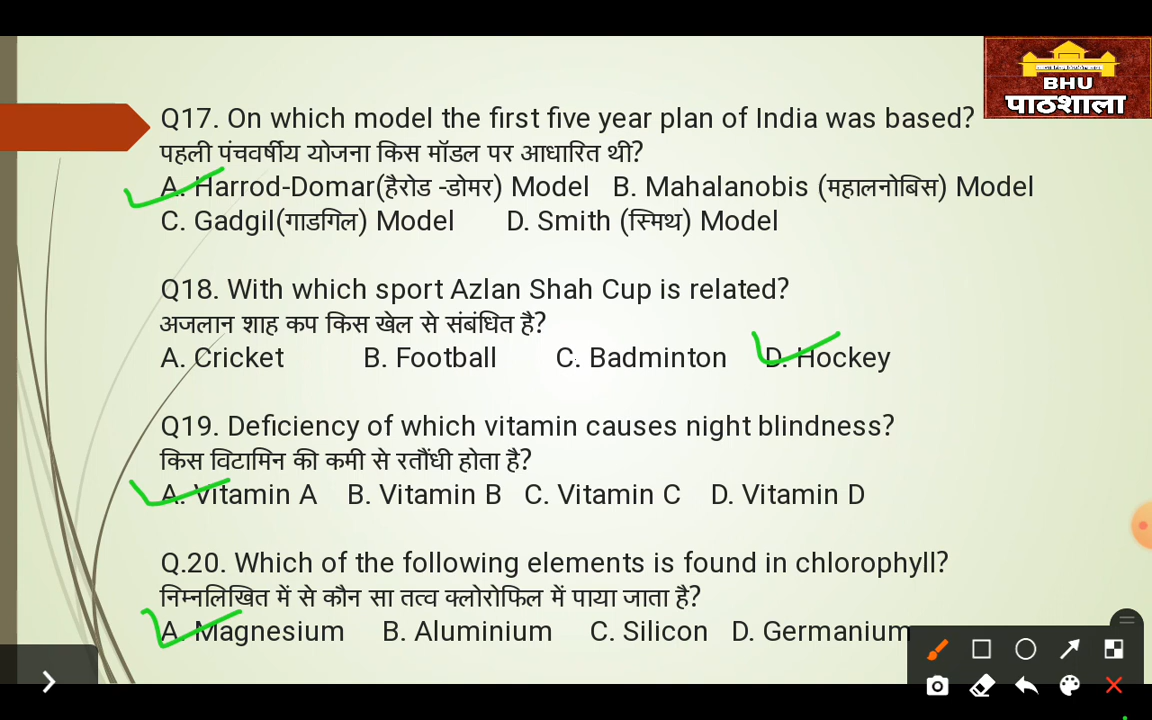 BHU
पाठशाला
Q17. On which model the first five year plan of India was based?
पहली पंचवर्षीय योजना किस मॉडल पर आधारित थी?
A. Harrod-Domar(हैरोड -डोमर) Model B. Mahalanobis (महालनोबिस) Model
C. Gadgil(गाडगिल) Model D. Smith (स्मिथ) Model
Q18. With which sport Azlan Shah Cup is related?
अजलान शाह कप किस खेल से संबंधित है?
A. Cricket B. Football C. Badminton D. Hockey
Q19. Deficiency of which vitamin causes night blindness?
किस विटामिन की कमी से रतौंधी होता है?
A. Vitamin A B. Vitamin B C. Vitamin C D. Vitamin D
Q.20. Which of the following elements is found in chlorophyll?
निम्नलिखित में से कौन सा तत्व क्लोरोफिल में पाया जाता है?
A. Magnesium B. Aluminium C. Silicon D. Germanium